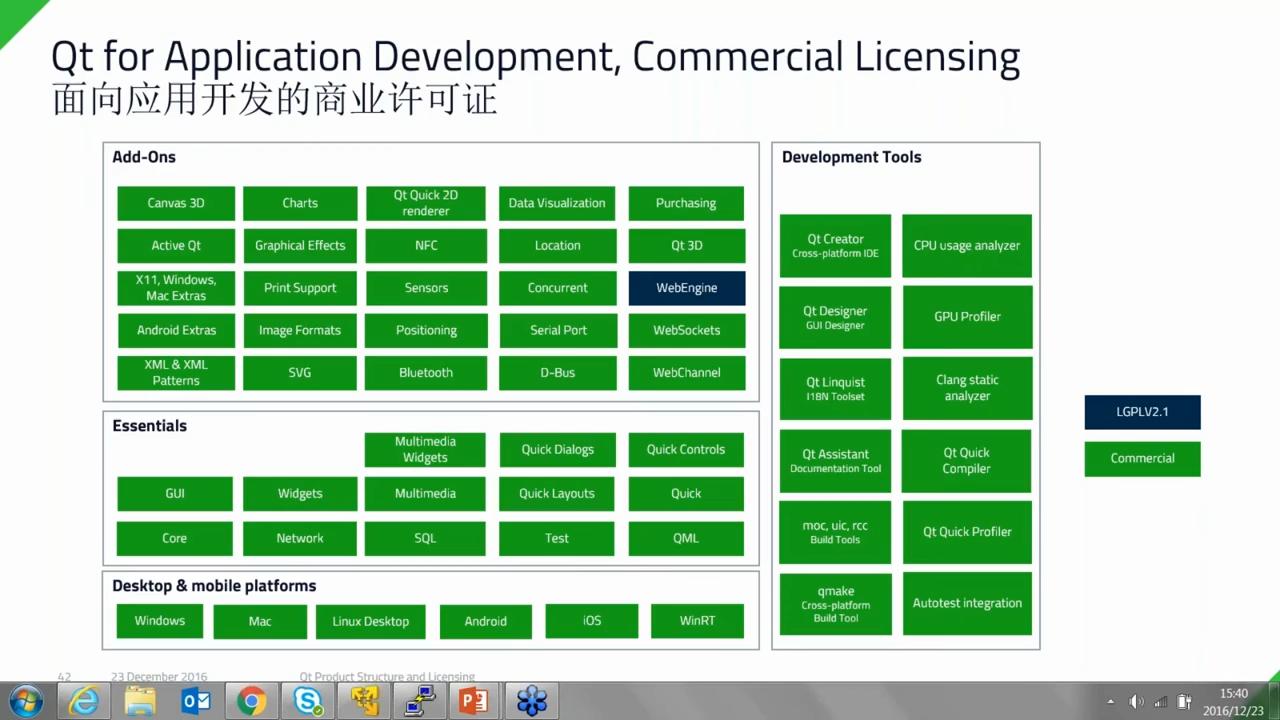 Qt for Application Development, Commercial Licensing
面向应用开发的商业许可证
Add-Ons
Canvas 3D
Charts
Qt Quick 2D
renderer
Data Visualization
Purchasing
Active Qt
Graphical Effects
NFC
Location
Qt 3D
X11, Windows,
Mac Extras
Print Support
Sensors
Concurrent
WebEngine
Android Extras
Image Formats
Positioning
Serial Port
WebSockets
XML & XML
Patterns
SVG
Bluetooth
D-Bus
WebChannel
Essentials
Multimedia
Widgets
Quick Dialogs
Quick Controls
GUI
Widgets
Multimedia
Quick Layouts
Quick
Core
Network
SQL
Test
QML
Desktop & mobile platforms
Windows
Mac
Linux Desktop
Android
iOS
WinRT
Development Tools
Qt Creator
Cross-platform IDE
CPU usage analyzer
Qt Designer
GUI Designer
GPU Profiler
Qt Linquist
I18N Toolset
Clang static
analyzer
Qt Assistant
Documentation Tool
Qt Quick
Compiler
moc, uic, rcc
Build Tools
Qt Quick Profiler
qmake
Cross-platform
Build Tool
Autotest integration
LGPLV2.1
Commercial
42
23 December 2016
Qt Product Structure and Licensing
15:40
2016/12/23